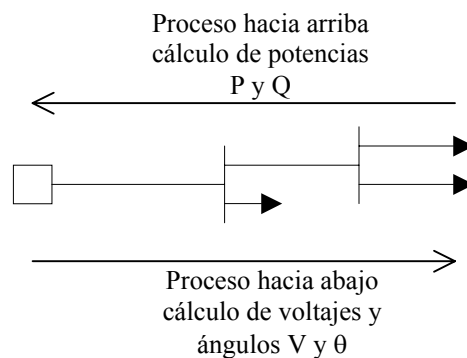 Proceso hacia arriba
cálculo de potencias
P y Q
Proceso hacia abajo
cálculo de voltajes y
ángulos V y θ